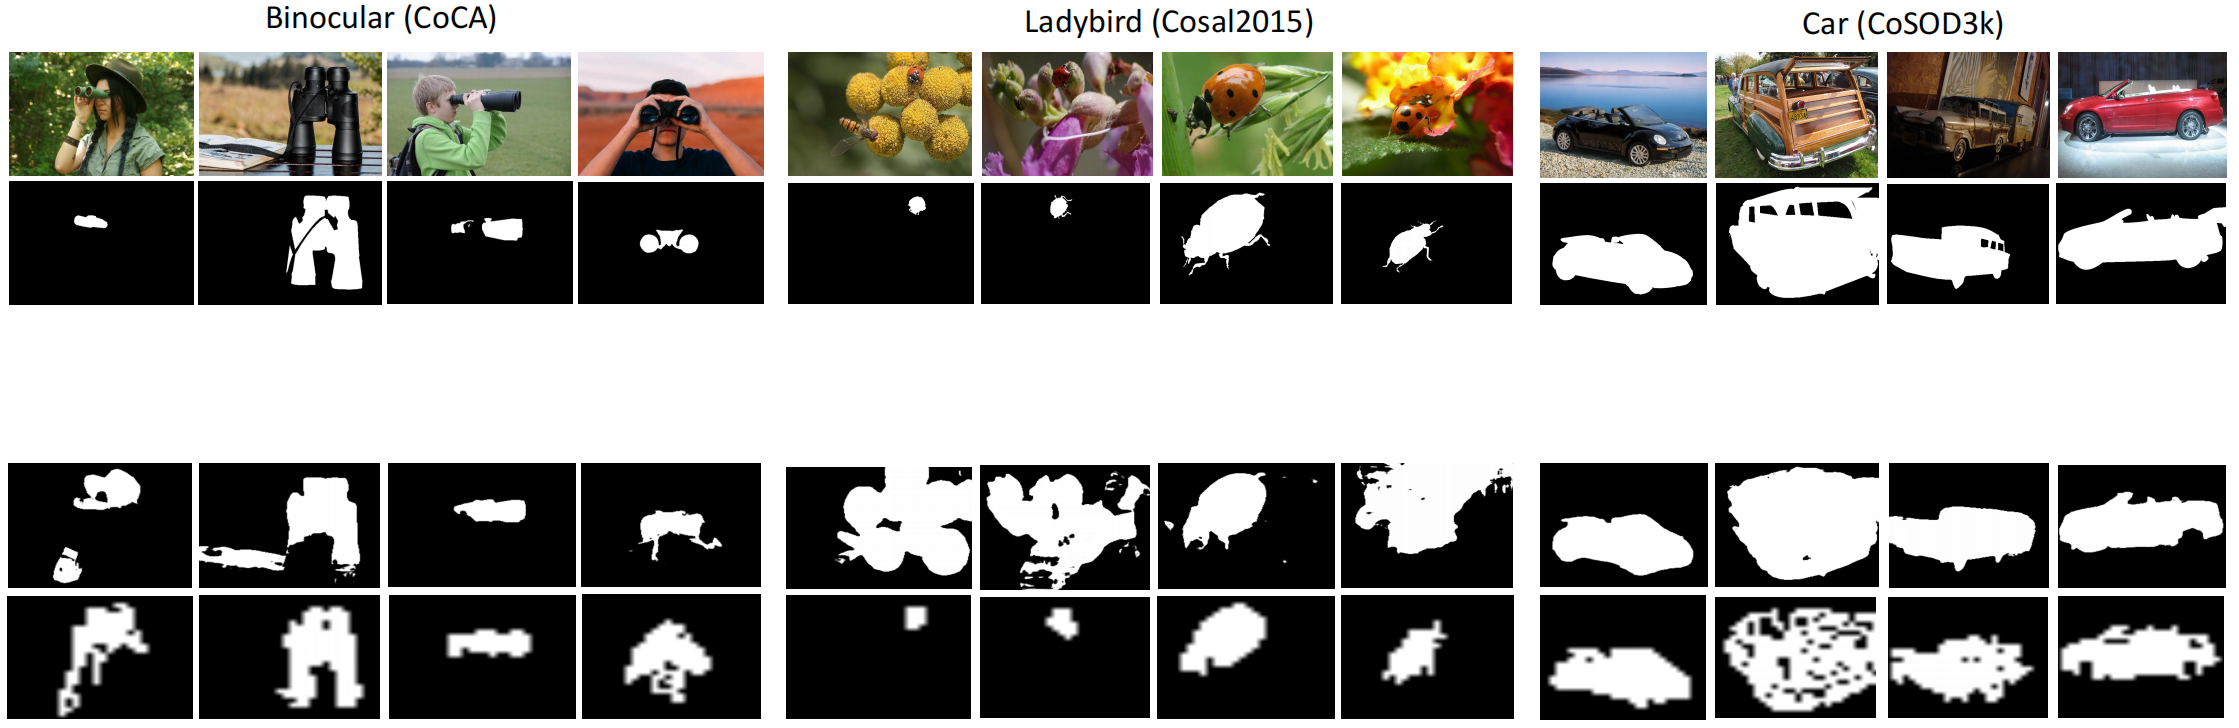 Binocular (CoCA)
Ladybird (Cosal2015)
Car (CoSOD3k)